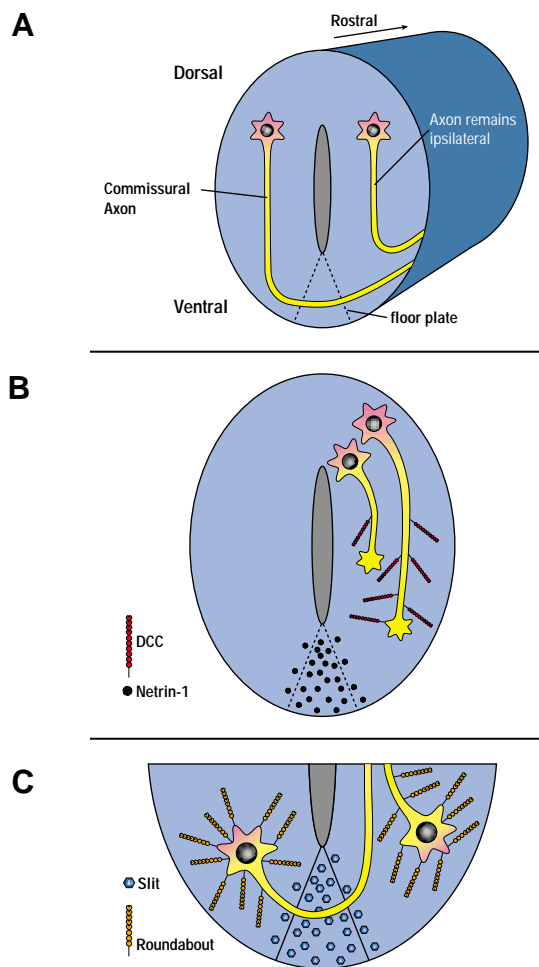 A
Rostral
Dorsal
Axon remains
ipsilateral
Commissural
Axon
Ventral
floor plate
B
DCC
Netrin-1
C
Slit
Roundabout